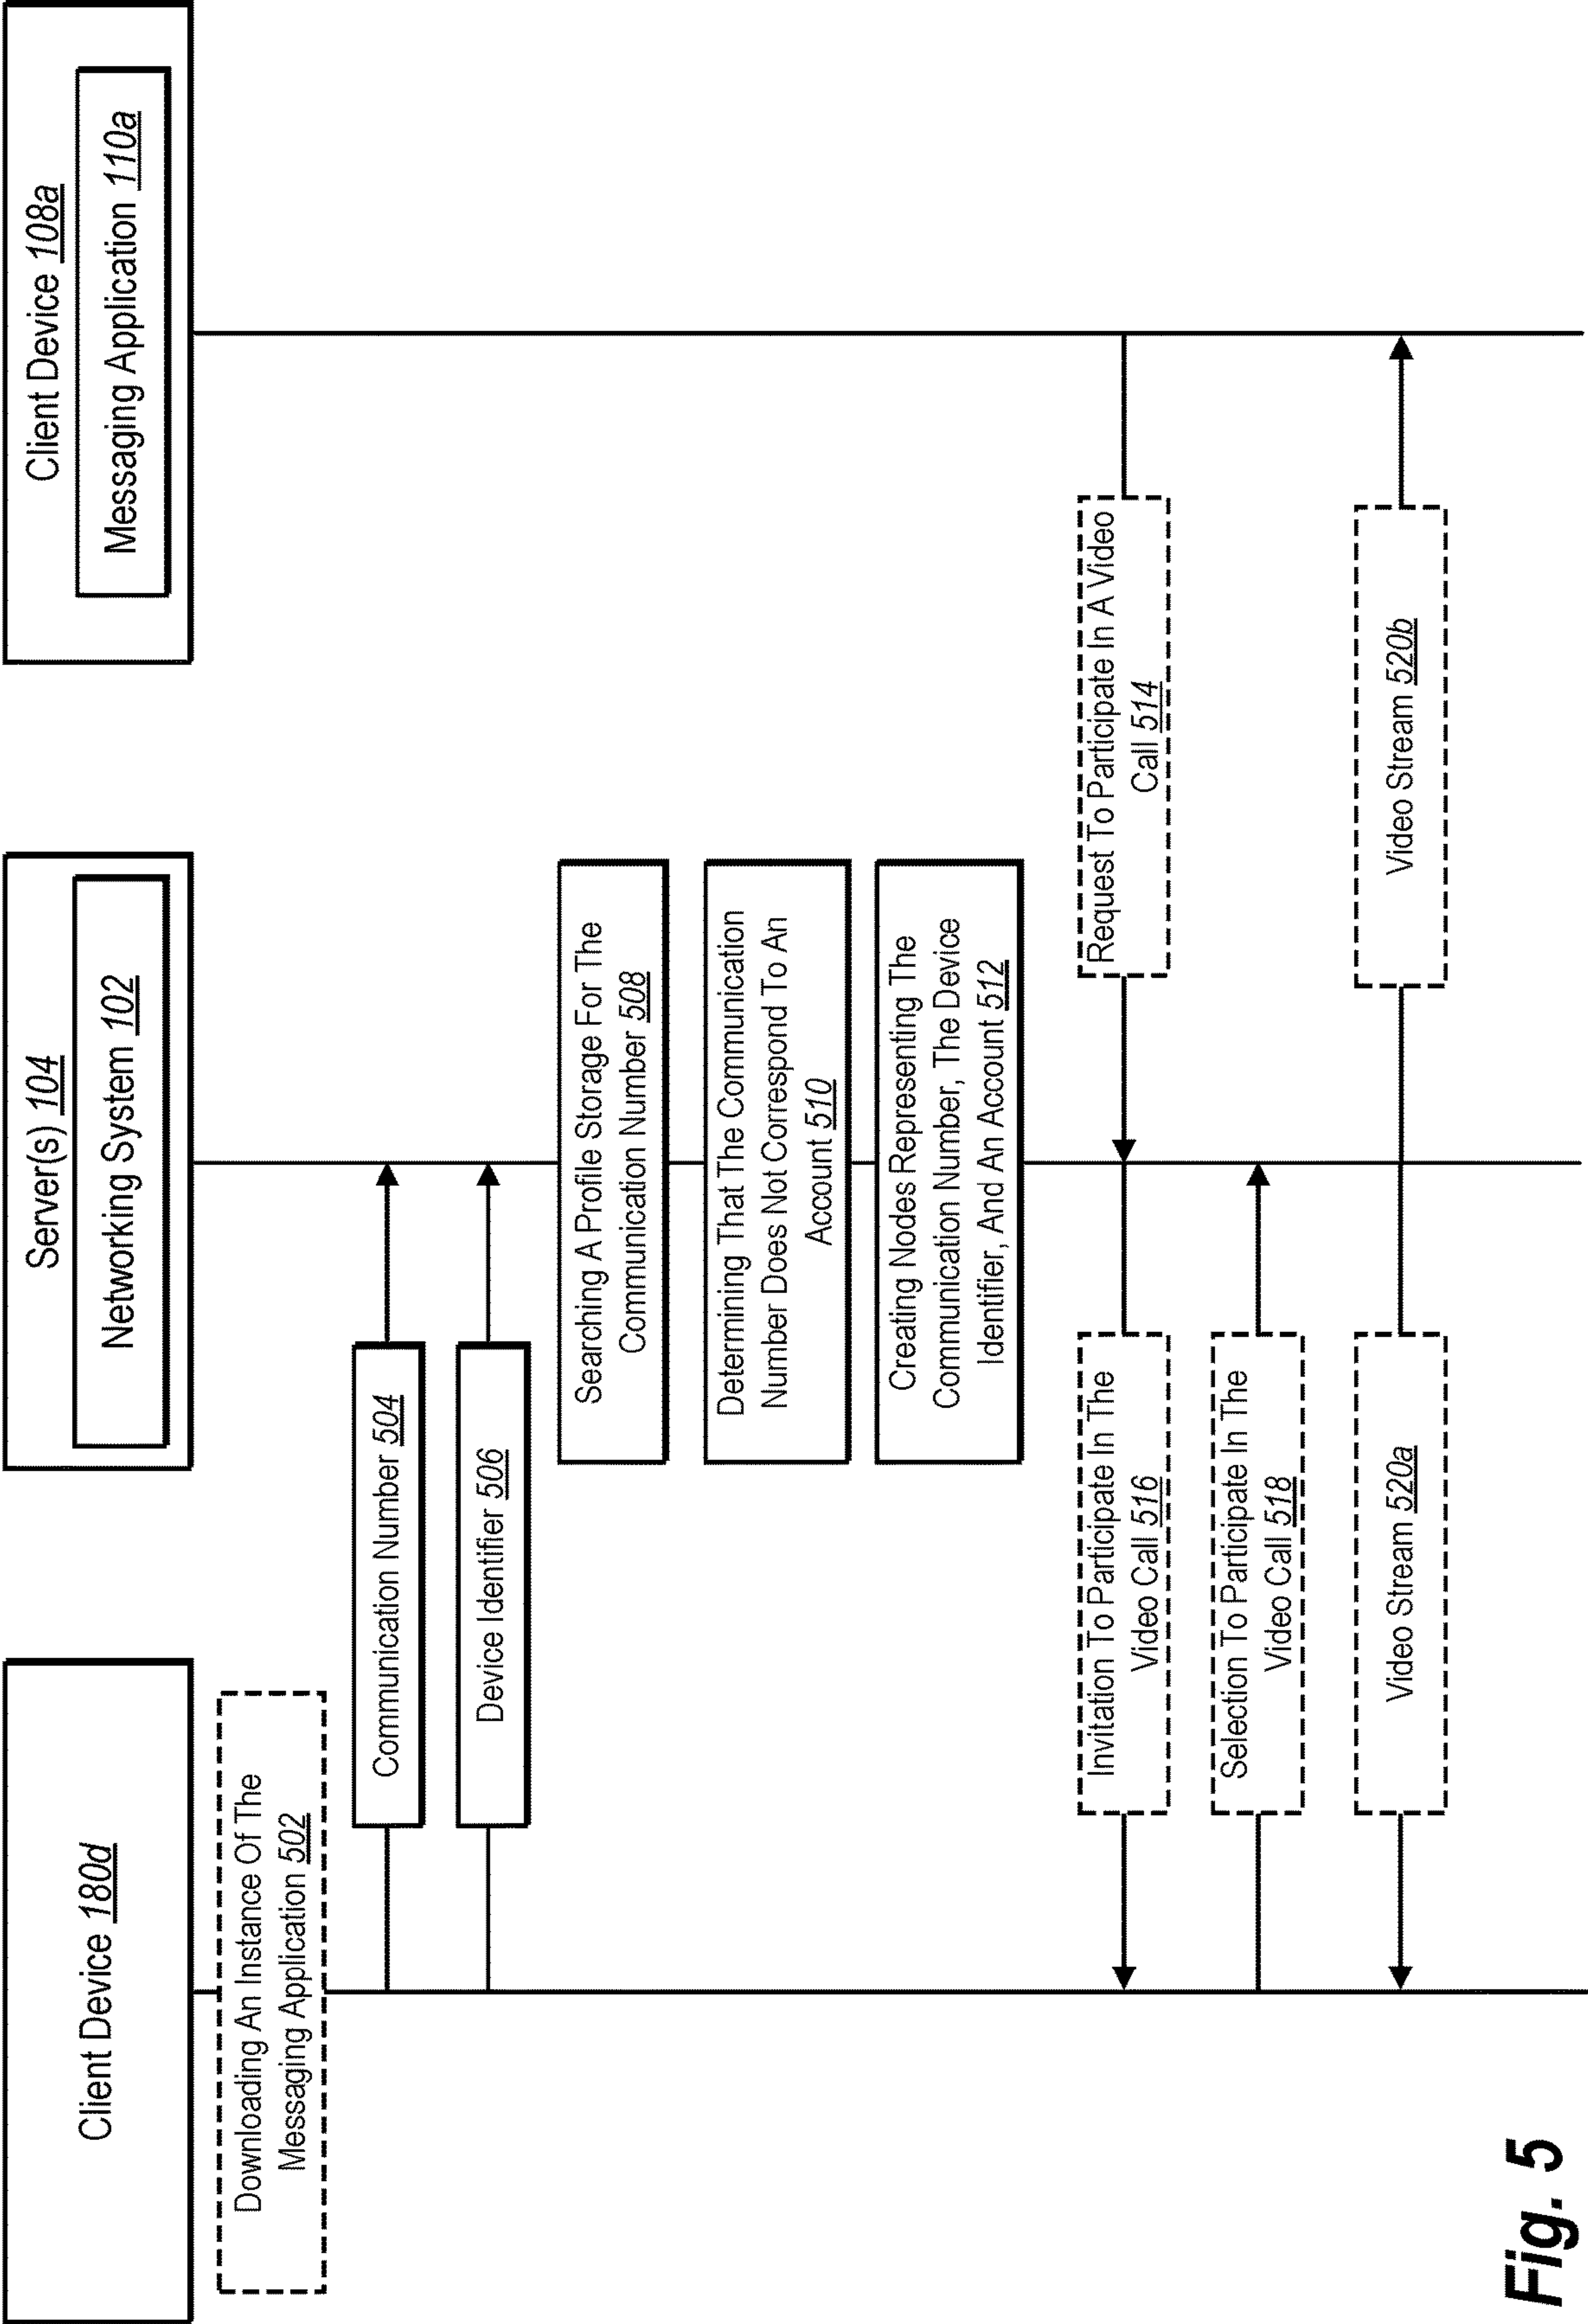 Client Device 180d
Server(s) 104
Networking System 102
Client Device 108a
Messaging Application 110a
Downloading An Instance Of The
Messaging Application 502
Communication Number 504
Device Identifier 506
Searching A Profile Storage For The
Communication Number 508
Determining That The Communication
Number Does Not Correspond To An
Account 510
Creating Nodes Representing The
Communication Number, The Device
Identifier, And An Account 512
Request To Participate In A Video
Call 514
Invitation To Participate In The
Video Call 516
Selection To Participate In The
Video Call 518
Video Stream 520a
Video Stream 520b
Fig. 5